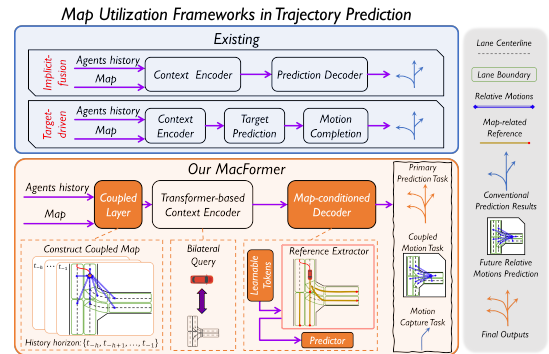 Map Utilization Frameworks in Trajectory Prediction
Existing
Implicit-
fusion
Agents history
Map
Context Encoder
Prediction Decoder
Target-
driven
Agents history
Map
Context
Encoder
Target
Prediction
Motion
Completion
Our MacFormer
Agents history
Map
Coupled
Layer
Transformer-based
Context Encoder
Map-conditioned
Decoder
Primary
Prediction Task
Coupled
Motion Task
Motion
Capture Task
Construct Coupled Map
t₋ₕ ... t₋₁
History horizon: {t₋ₕ, t₋ₕ₊₁, ..., t₋₁}
Bilateral
Query
Learnable
Tokens
Reference Extractor
Predictor
Lane Centerline
Lane Boundary
Relative Motions
Map-related
Reference
Conventional
Prediction Results
Future Relative
Motions Prediction
Final Outputs